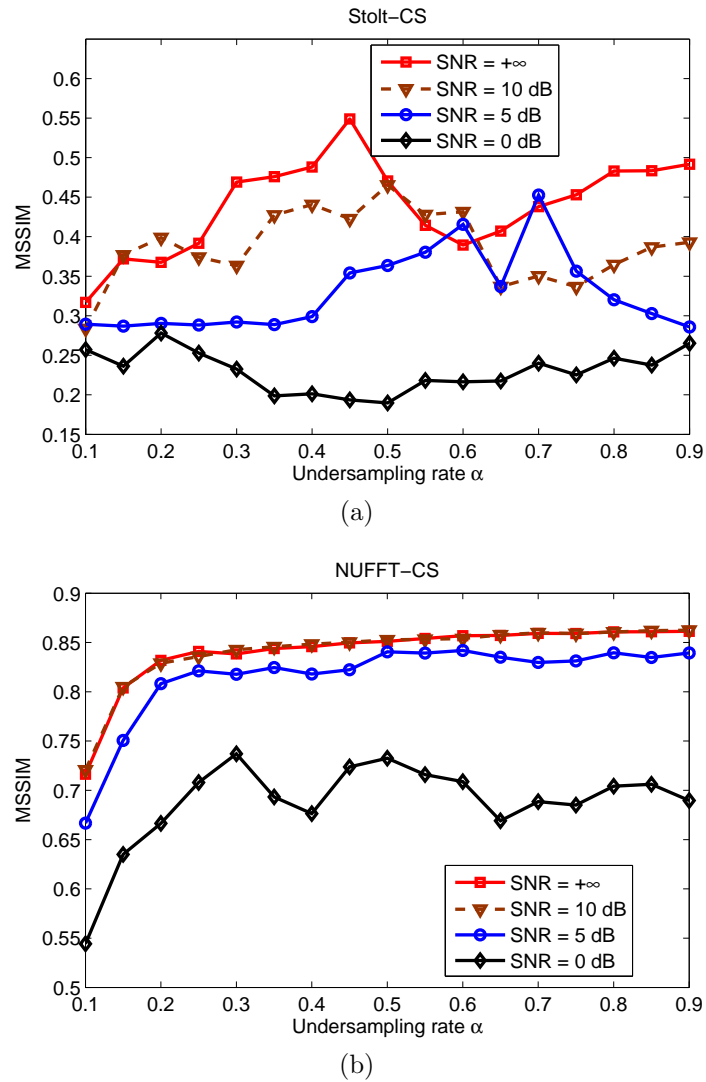 Stolt−CS
SNR = +∞
SNR = 10 dB
SNR = 5 dB
SNR = 0 dB
MSSIM
0.6
0.55
0.5
0.45
0.4
0.35
0.3
0.25
0.2
0.15
0.1 0.2 0.3 0.4 0.5 0.6 0.7 0.8 0.9
Undersampling rate α
(a)
NUFFT−CS
MSSIM
0.9
0.85
0.8
0.75
0.7
0.65
0.6
0.55
0.5
SNR = +∞
SNR = 10 dB
SNR = 5 dB
SNR = 0 dB
0.1 0.2 0.3 0.4 0.5 0.6 0.7 0.8 0.9
Undersampling rate α
(b)